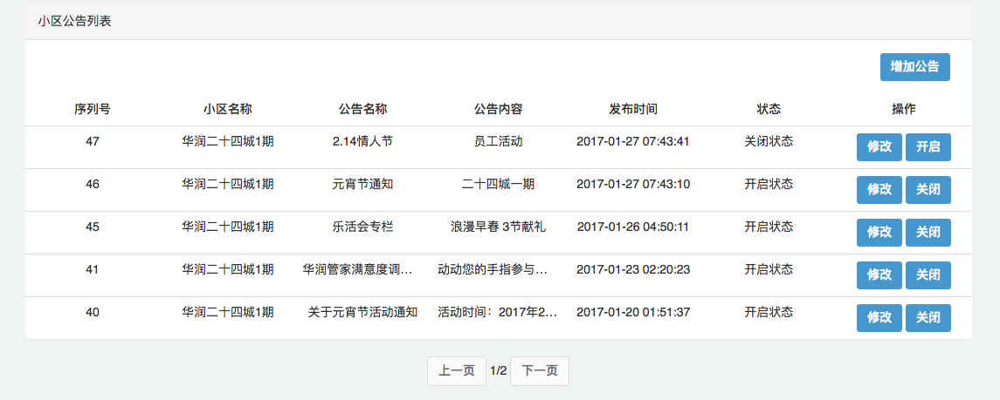 小区公告列表
增加公告
序列号 小区名称 公告名称 公告内容 发布时间 状态 操作
47 华润二十四城1期 2.14情人节 员工活动 2017-01-27 07:43:41 关闭状态 修改 开启
46 华润二十四城1期 元宵节通知 二十四城一期 2017-01-27 07:43:10 开启状态 修改 关闭
45 华润二十四城1期 乐活会专栏 浪漫早春 3节献礼 2017-01-26 04:50:11 开启状态 修改 关闭
41 华润二十四城1期 华润管家满意度调... 动动您的手指参与... 2017-01-23 02:20:23 开启状态 修改 关闭
40 华润二十四城1期 关于元宵节活动通知 活动时间：2017年2... 2017-01-20 01:51:37 开启状态 修改 关闭
上一页 1/2 下一页